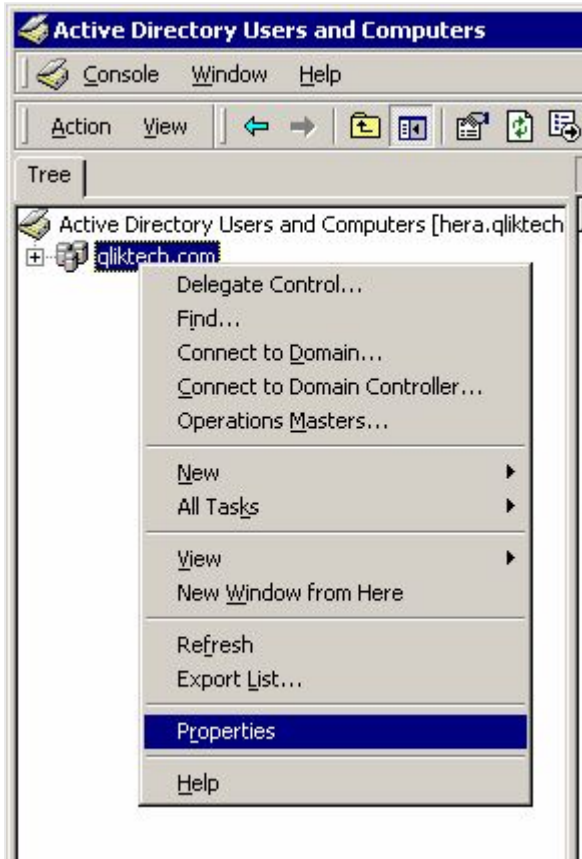 Active Directory Users and Computers
Console Window Help
Action View
Tree
Active Directory Users and Computers [hera.qliktech
qliktech.com
Delegate Control...
Find...
Connect to Domain...
Connect to Domain Controller...
Operations Masters...
New
All Tasks
View
New Window from Here
Refresh
Export List...
Properties
Help